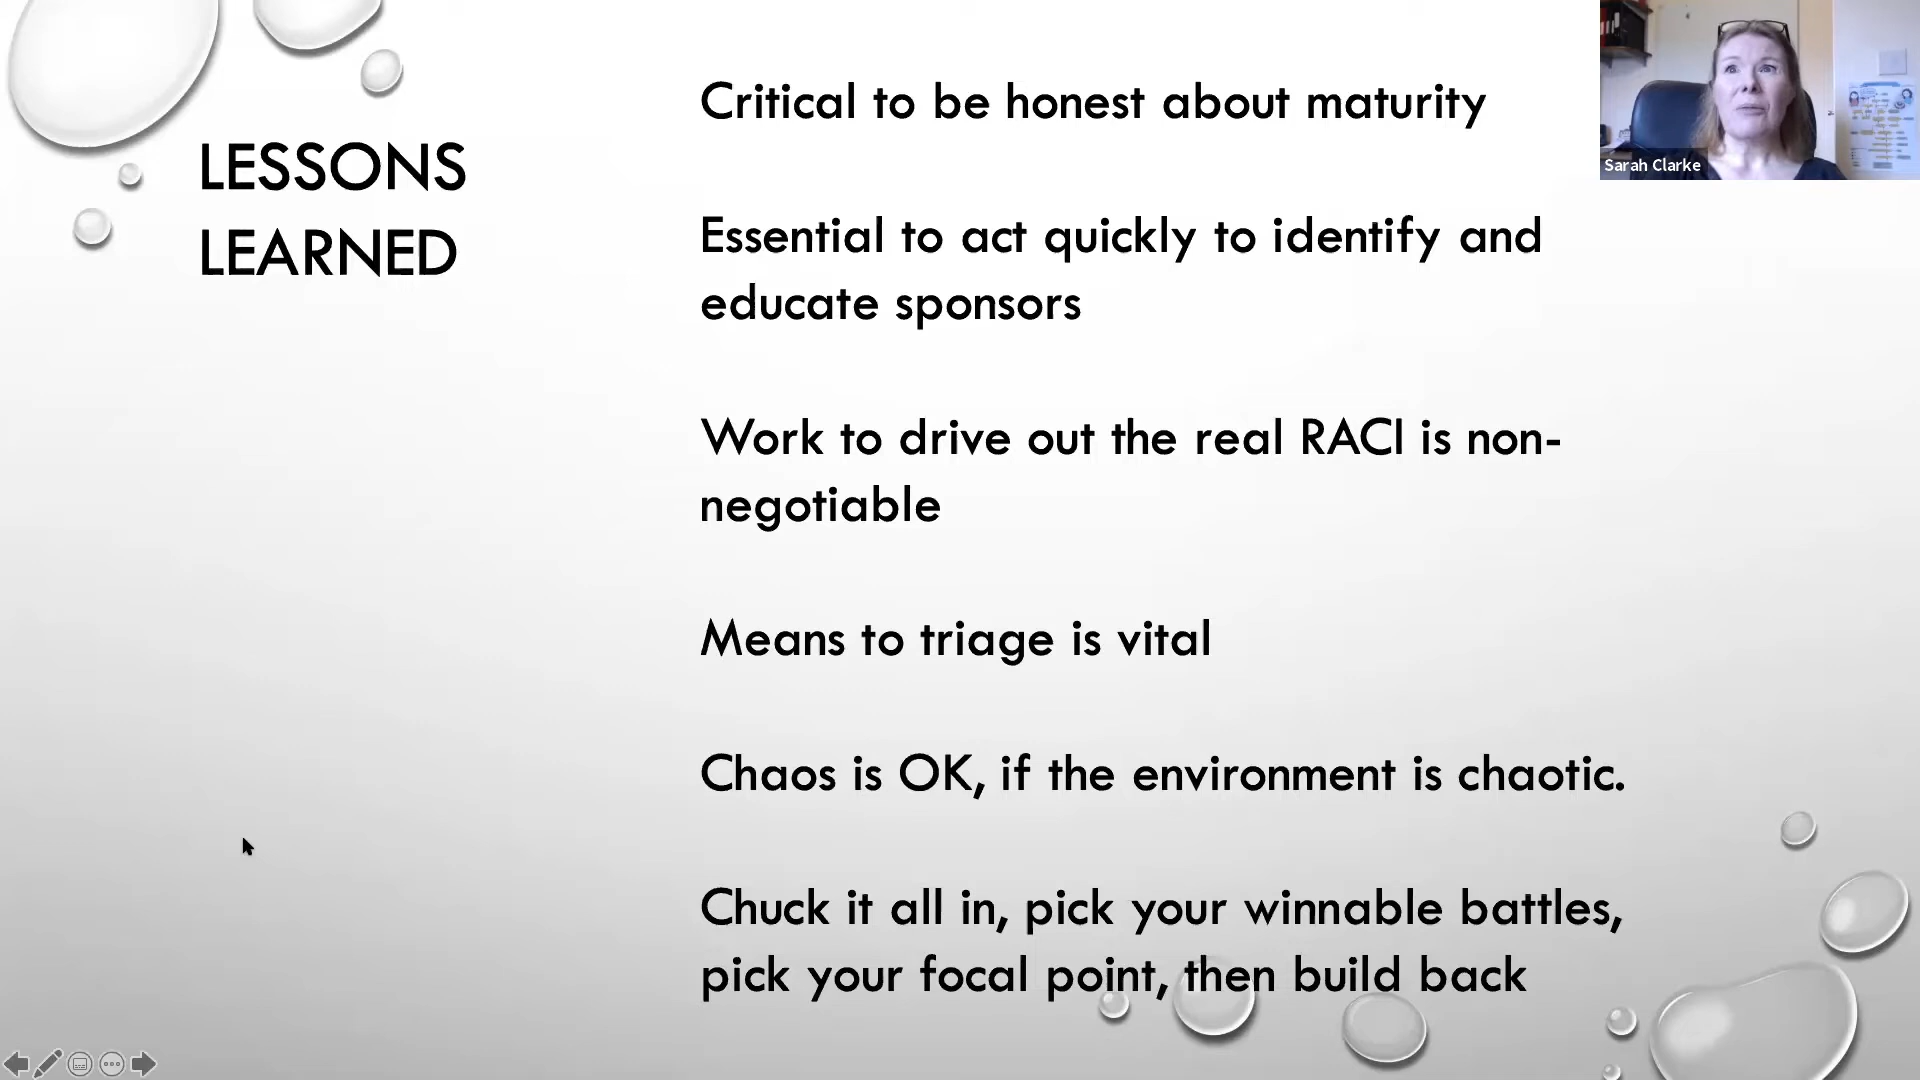 LESSONS
LEARNED
Critical to be honest about maturity
Essential to act quickly to identify and
educate sponsors
Work to drive out the real RACI is non-
negotiable
Means to triage is vital
Chaos is OK, if the environment is chaotic.
Chuck it all in, pick your winnable battles,
pick your focal point, then build back
Sarah Clarke